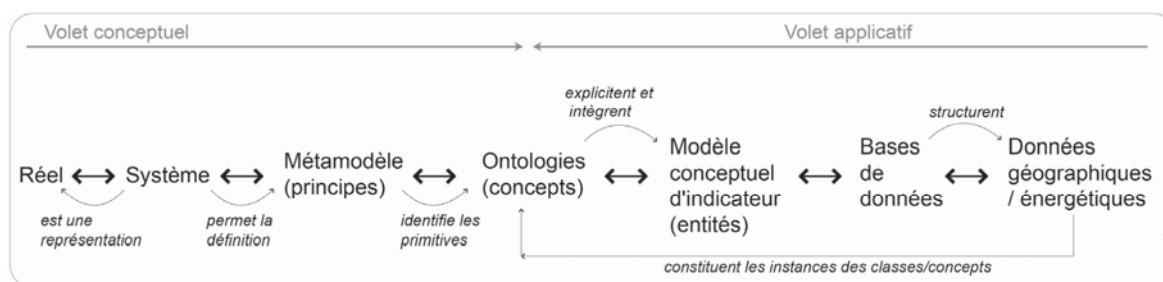 Volet conceptuel
Volet applicatif
explicitent et
intègrent
structurent
Réel
Système
Métamodèle
(principes)
Ontologies
(concepts)
Modèle
conceptuel
d'indicateur
(entités)
Bases
de
données
Données
géographiques
/ énergétiques
est une
représentation
permet la
définition
identifie les
primitives
constituent les instances des classes/concepts